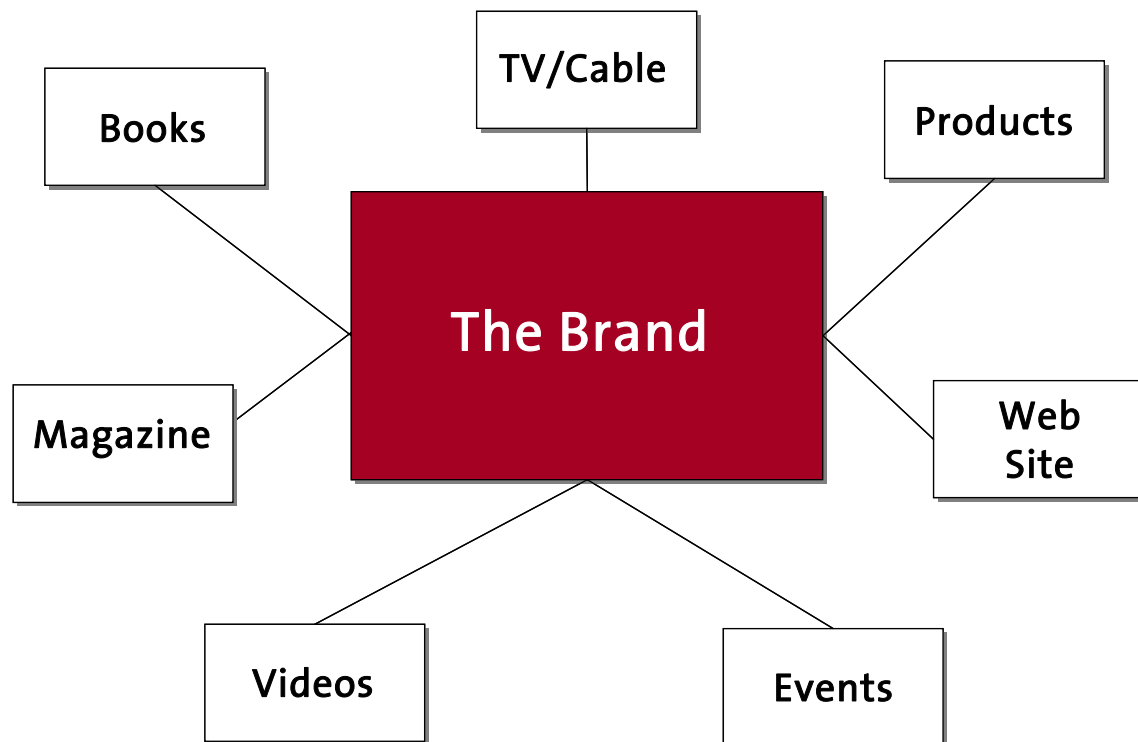 TV/Cable
Books
Products
The Brand
Magazine
Web
Site
Videos
Events